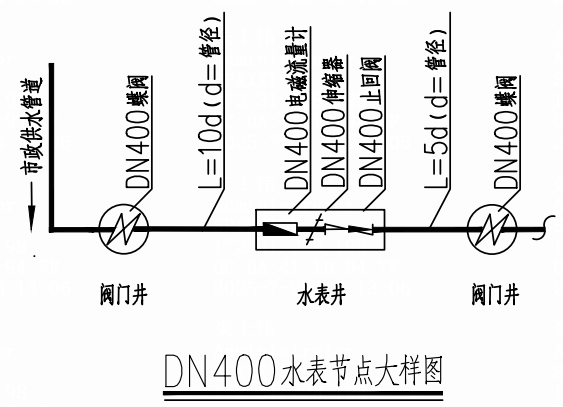 市政供水管道
DN400蝶阀
L=10d(d=管径)
DN400电磁流量计
DN400伸缩器
DN400止回阀
L=5d(d=管径)
DN400蝶阀
阀门井
水表井
阀门井
DN400水表节点大样图